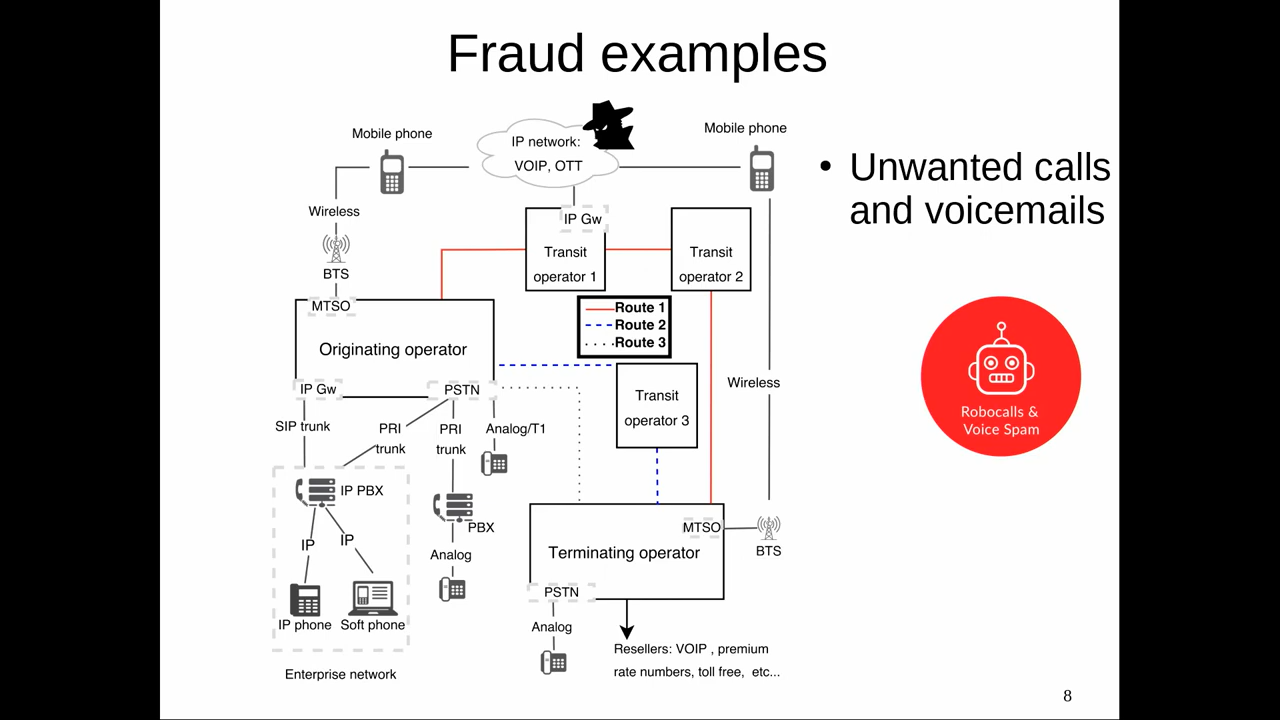 Fraud examples
Mobile phone
IP network:
VOIP, OTT
Mobile phone
Unwanted calls
and voicemails
Wireless
IP Gw
BTS
Transit
operator 1
Transit
operator 2
MTSO
Route 1
Route 2
Route 3
Originating operator
IP Gw
PSTN
Transit
operator 3
Wireless
Robocalls &
Voice Spam
SIP trunk
PRI
trunk
PRI
trunk
Analog/T1
IP PBX
PBX
IP
IP
Analog
MTSO
BTS
Terminating operator
PSTN
IP phone
Soft phone
Analog
Resellers: VOIP , premium
rate numbers, toll free, etc...
Enterprise network
8